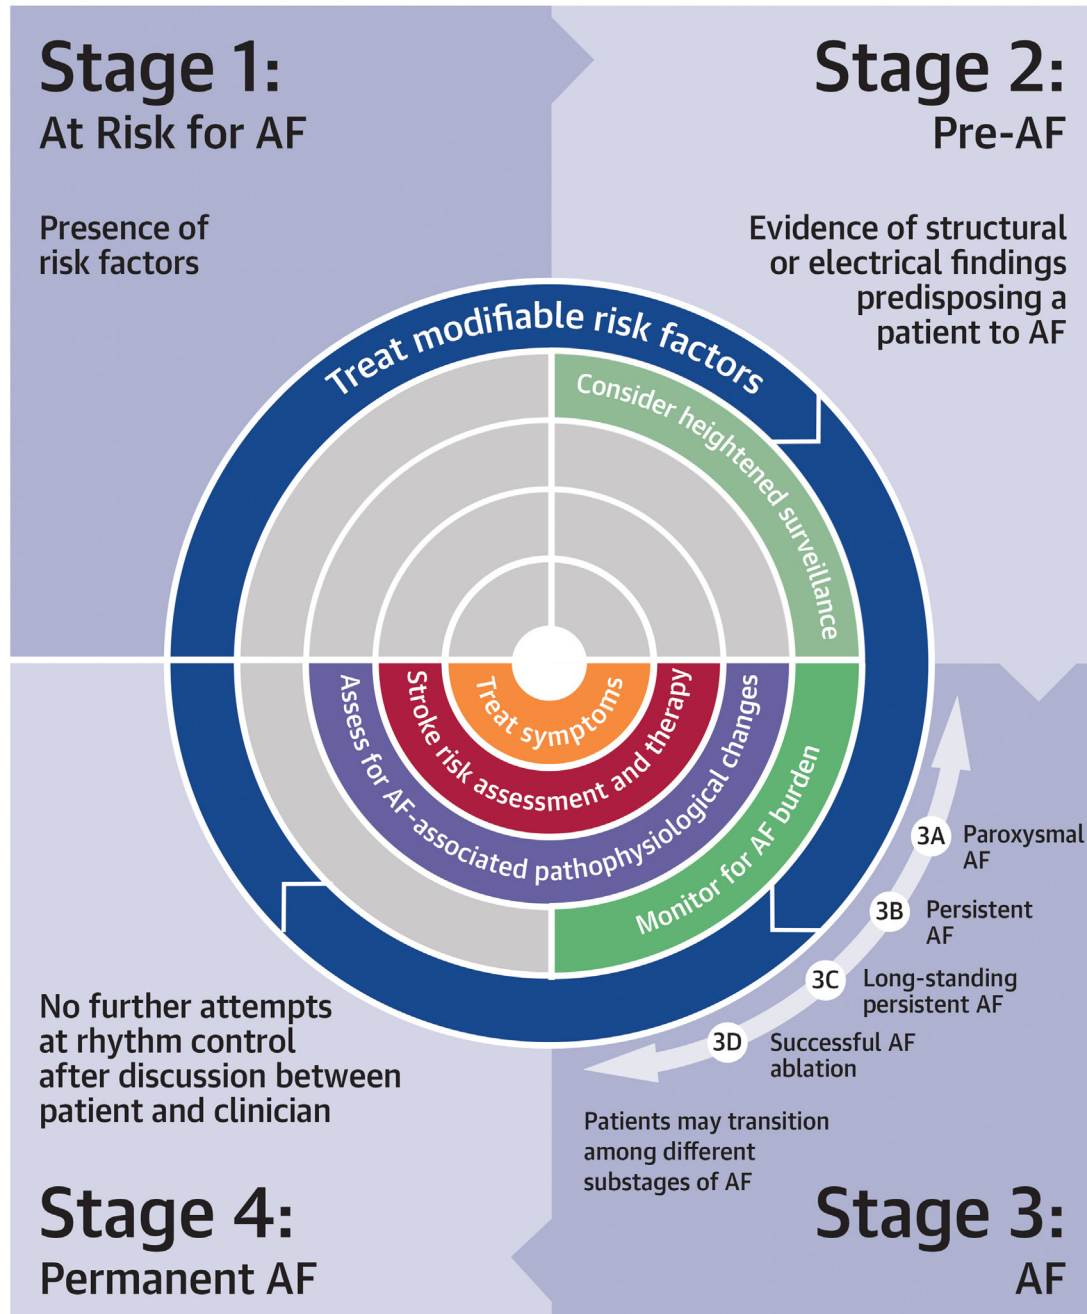 Stage 1:
At Risk for AF
Presence of
risk factors
Stage 2:
Pre-AF
Evidence of structural
or electrical findings
predisposing a
patient to AF
Treat modifiable risk factors
Consider heightened surveillance
Treat symptoms
Stroke risk assessment and therapy
Assess for AF-associated pathophysiological changes
Monitor for AF burden
3A Paroxysmal
AF
3B Persistent
AF
3C Long-standing
persistent AF
3D Successful AF
ablation
Patients may transition
among different
substages of AF
Stage 3:
AF
No further attempts
at rhythm control
after discussion between
patient and clinician
Stage 4:
Permanent AF